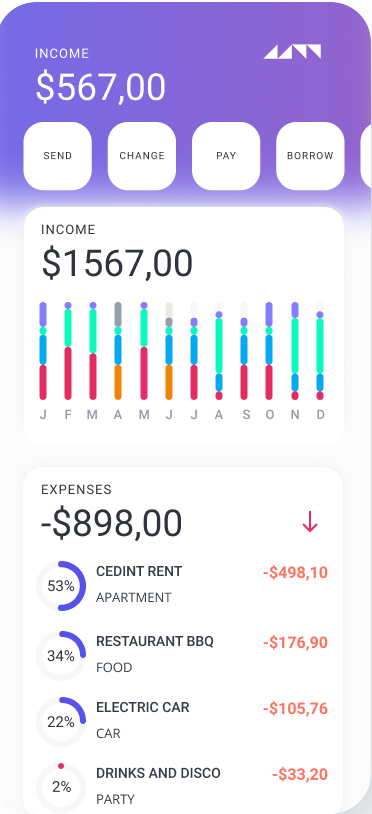 INCOME
$567,00
SEND
CHANGE
PAY
BORROW
INCOME
$1567,00
J F M A M J J A S O N D
EXPENSES
-$898,00
53%
CEDINT RENT
-$498,10
APARTMENT
34%
RESTAURANT BBQ
-$176,90
FOOD
22%
ELECTRIC CAR
-$105,76
CAR
2%
DRINKS AND DISCO
-$33,20
PARTY